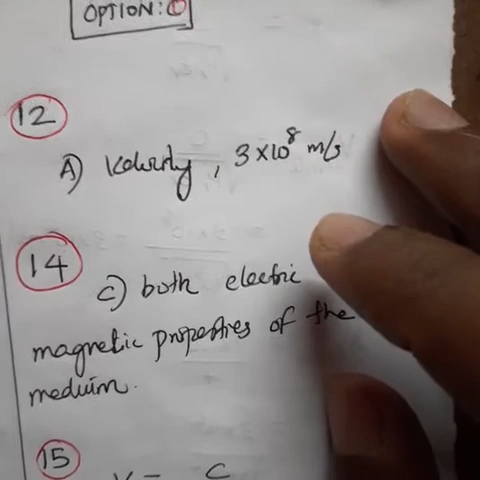 OPTION: C
12
A) Velocity, 3×10⁸ m/s
14
C) both electric
magnetic properties of the
medium.
15
V = C